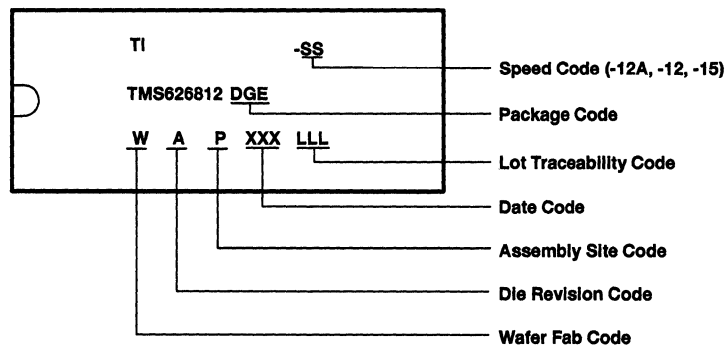 TI -SS
Speed Code (-12A, -12, -15)
TMS626812 DGE
Package Code
W A P XXX LLL
Lot Traceability Code
Date Code
Assembly Site Code
Die Revision Code
Wafer Fab Code